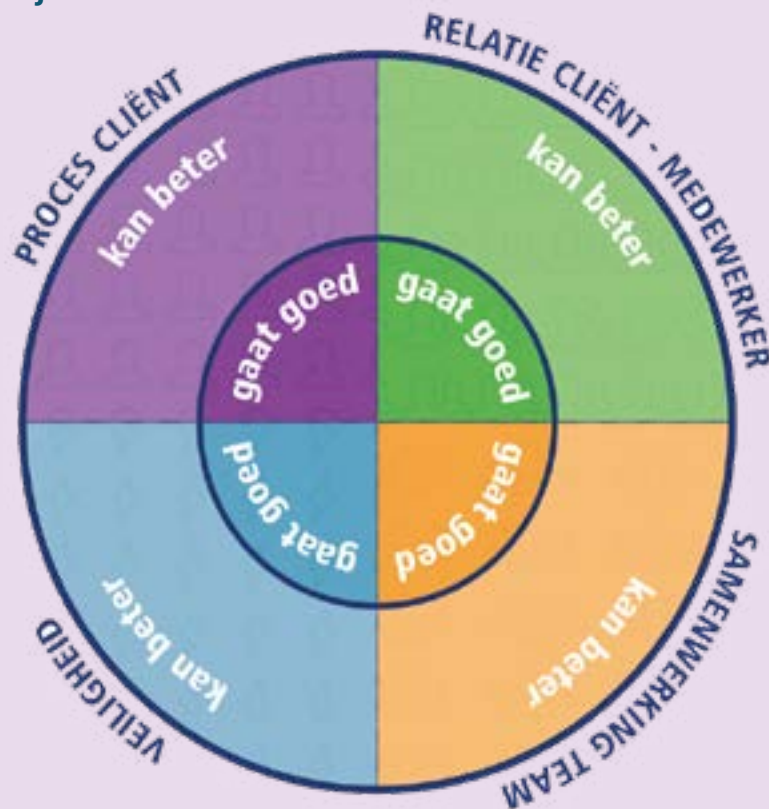 PROCES CLIËNT
RELATIE CLIËNT - MEDEWERKER
kan beter
kan beter
gaat goed
gaat goed
gaat goed
gaat goed
kan beter
kan beter
VEILIGHEID
SAMENWERKING TEAM